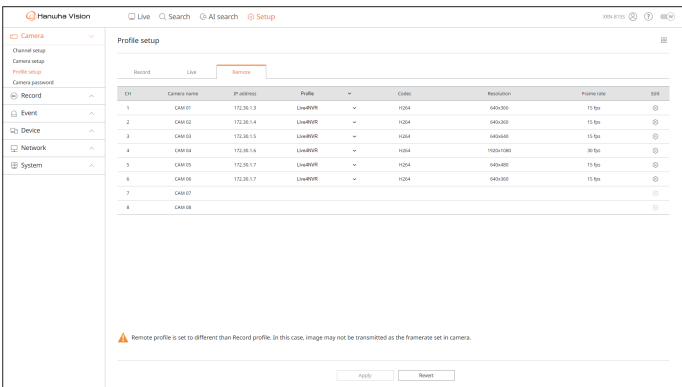 Hanwha Vision
Live Search AI search Setup
XRN-815S
Camera
Channel setup
Camera setup
Profile setup
Camera password
Record
Event
Device
Network
System
Profile setup
Record Live Remote
CH Camera name IP address Profile Codec Resolution Frame rate Edit
1 CAM 01 172.30.1.3 Live4NVR H264 640x360 15 fps
2 CAM 02 172.30.1.4 Live4NVR H264 640x360 15 fps
3 CAM 03 172.30.1.5 Live4NVR H264 640x640 15 fps
4 CAM 04 172.30.1.6 Live4NVR H264 1920x1080 30 fps
5 CAM 05 172.30.1.7 Live4NVR H264 640x480 15 fps
6 CAM 06 172.30.1.7 Live4NVR H264 640x360 15 fps
7 CAM 07
8 CAM 08
Remote profile is set to different than Record profile. In this case, image may not be transmitted as the framerate set in camera.
Apply Revert